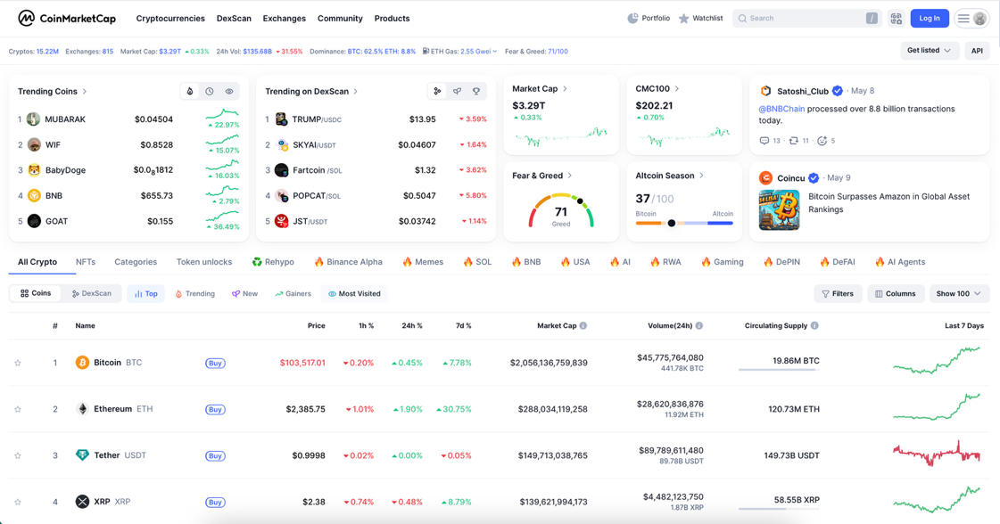 CoinMarketCap Cryptocurrencies DexScan Exchanges Community Products Portfolio Watchlist Search / Log In
Cryptos: 15.22M Exchanges: 815 Market Cap: $3.29T 0.33% 24h Vol: $135.68B 31.55% Dominance: BTC: 62.5% ETH: 8.8% ETH Gas: 2.55 Gwei Fear & Greed: 71/100 Get listed API
Trending Coins
1 MUBARAK $0.04504 22.97%
2 WIF $0.8528 15.07%
3 BabyDoge $0.0₈1812 16.03%
4 BNB $655.73 2.79%
5 GOAT $0.155 36.49%
Trending on DexScan
1 TRUMP/USDC $13.95 3.59%
2 SKYAI/USDT $0.04607 1.64%
3 Fartcoin /SOL $1.32 3.62%
4 POPCAT/SOL $0.5047 5.80%
5 JST/USDT $0.03742 1.14%
Market Cap
$3.29T
0.33%
CMC100
$202.21
0.70%
Fear & Greed
71
Greed
Altcoin Season
37/100
Bitcoin Altcoin
Satoshi_Club · May 8
@BNBChain processed over 8.8 billion transactions
today.
13 · 11 · 5
Coincu · May 9
Bitcoin Surpasses Amazon in Global Asset
Rankings
All Crypto NFTs Categories Token unlocks Rehypo Binance Alpha Memes SOL BNB USA AI RWA Gaming DePIN DeFAI AI Agents
Coins DexScan Top Trending New Gainers Most Visited Filters Columns Show 100
# Name Price 1h % 24h % 7d % Market Cap Volume(24h) Circulating Supply Last 7 Days
1 Bitcoin BTC Buy $103,517.01 0.20% 0.45% 7.78% $2,056,136,759,839 $45,775,764,080 19.86M BTC
441.78K BTC
2 Ethereum ETH Buy $2,385.75 1.01% 1.90% 30.75% $288,034,119,258 $28,620,836,876 120.73M ETH
11.92M ETH
3 Tether USDT Buy $0.9998 0.02% 0.00% 0.05% $149,713,038,765 $89,789,611,480 149.73B USDT
89.78B USDT
4 XRP XRP Buy $2.38 0.74% 0.48% 8.79% $139,621,994,173 $4,482,123,750 58.55B XRP
1.87B XRP